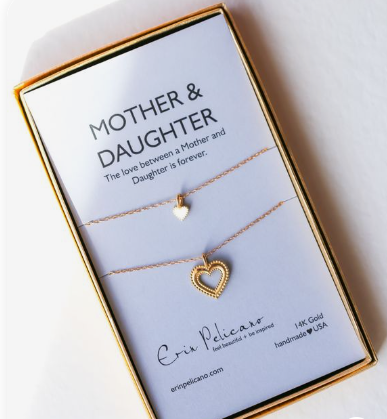 MOTHER &
DAUGHTER
The love between a Mother and
Daughter is forever.
Erin Pelicano
feel beautiful + be inspired
14K Gold
handmade♥USA
erinpelicano.com